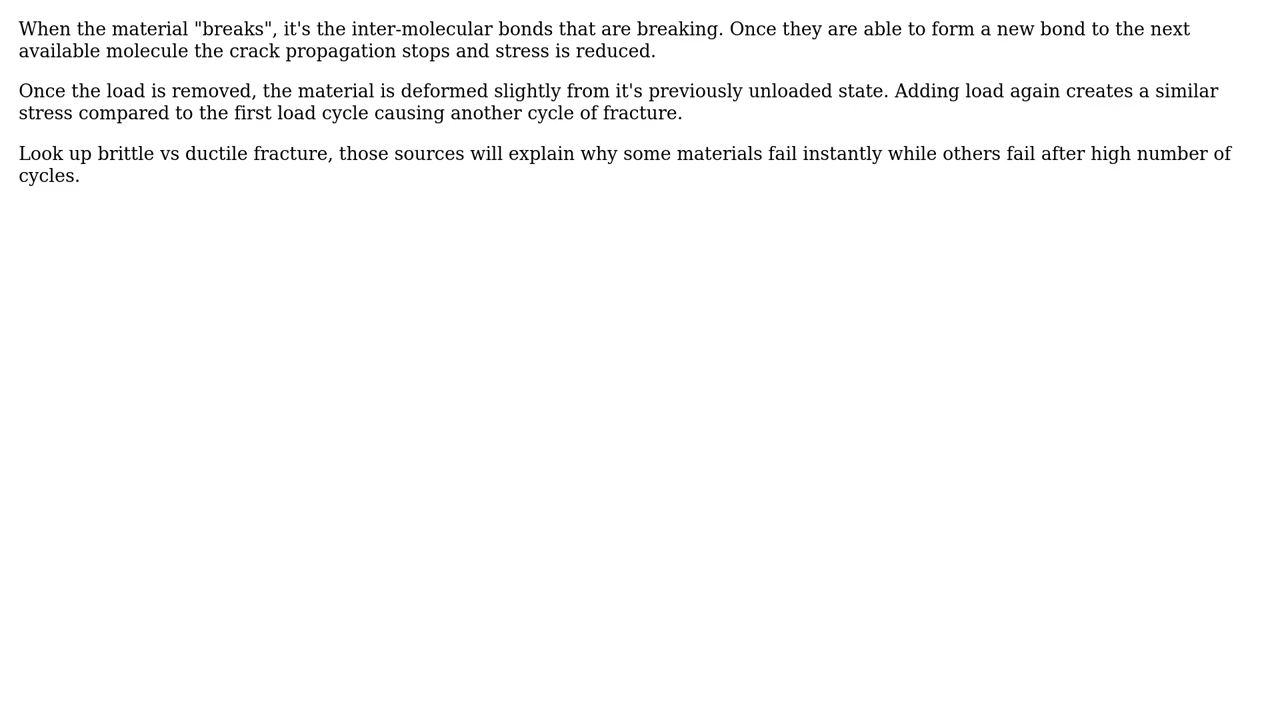 When the material "breaks", it's the inter-molecular bonds that are breaking. Once they are able to form a new bond to the next
available molecule the crack propagation stops and stress is reduced.
Once the load is removed, the material is deformed slightly from it's previously unloaded state. Adding load again creates a similar
stress compared to the first load cycle causing another cycle of fracture.
Look up brittle vs ductile fracture, those sources will explain why some materials fail instantly while others fail after high number of
cycles.